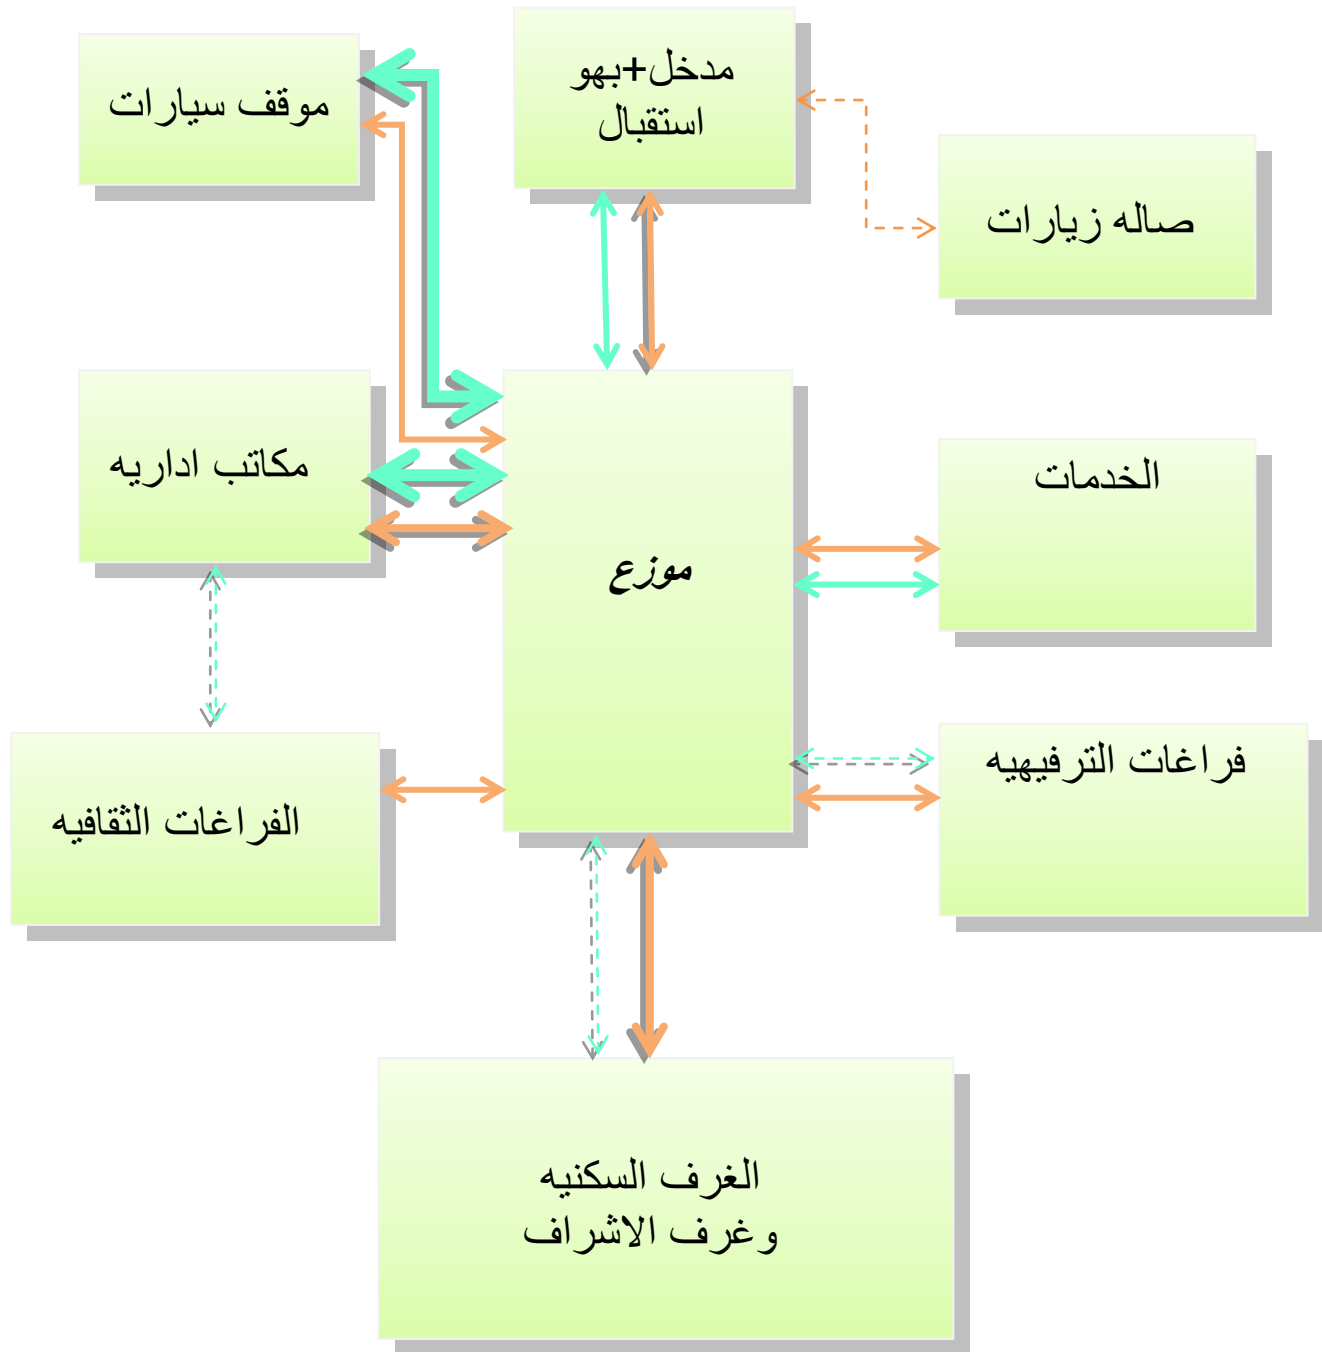 مدخل+بهو
استقبال
موقف سيارات
صاله زيارات
مكاتب اداريه
الخدمات
موزع
فراغات الترفيهيه
الفراغات الثقافيه
الغرف السكنيه
وغرف الاشراف